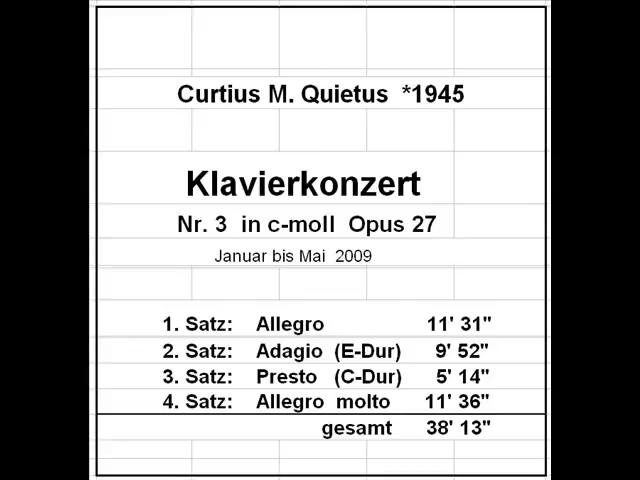 Curtius M. Quietus *1945
Klavierkonzert
Nr. 3 in c-moll Opus 27
Januar bis Mai 2009
1. Satz: Allegro 11' 31"
2. Satz: Adagio (E-Dur) 9' 52"
3. Satz: Presto (C-Dur) 5' 14"
4. Satz: Allegro molto 11' 36"
gesamt 38' 13"